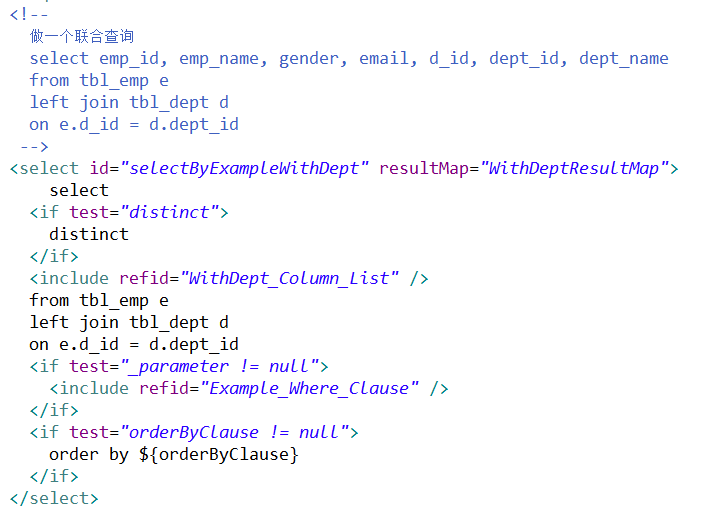 <!--
做一个联合查询
select emp_id, emp_name, gender, email, d_id, dept_id, dept_name
from tbl_emp e
left join tbl_dept d
on e.d_id = d.dept_id
-->
<select id="selectByExampleWithDept" resultMap="WithDeptResultMap">
select
<if test="distinct">
distinct
</if>
<include refid="WithDept_Column_List" />
from tbl_emp e
left join tbl_dept d
on e.d_id = d.dept_id
<if test="_parameter != null">
<include refid="Example_Where_Clause" />
</if>
<if test="orderByClause != null">
order by ${orderByClause}
</if>
</select>